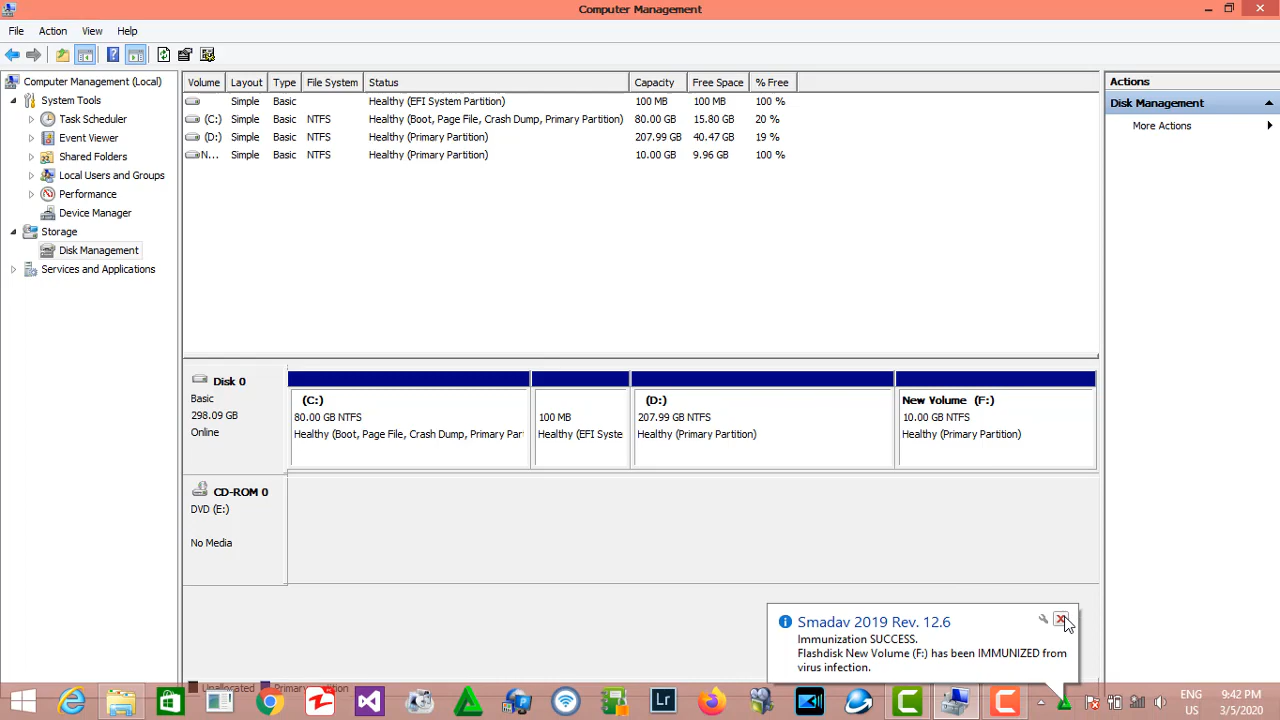 Computer Management
File Action View Help
Computer Management (Local)
System Tools
Task Scheduler
Event Viewer
Shared Folders
Local Users and Groups
Performance
Device Manager
Storage
Disk Management
Services and Applications
Volume Layout Type File System Status Capacity Free Space % Free
Simple Basic Healthy (EFI System Partition) 100 MB 100 MB 100 %
(C:) Simple Basic NTFS Healthy (Boot, Page File, Crash Dump, Primary Partition) 80.00 GB 15.80 GB 20 %
(D:) Simple Basic NTFS Healthy (Primary Partition) 207.99 GB 40.47 GB 19 %
N... Simple Basic NTFS Healthy (Primary Partition) 10.00 GB 9.96 GB 100 %
Actions
Disk Management
More Actions
Disk 0
Basic
298.09 GB
Online
(C:)
80.00 GB NTFS
Healthy (Boot, Page File, Crash Dump, Primary Par
100 MB
Healthy (EFI Syste
(D:)
207.99 GB NTFS
Healthy (Primary Partition)
New Volume (F:)
10.00 GB NTFS
Healthy (Primary Partition)
CD-ROM 0
DVD (E:)
No Media
Smadav 2019 Rev. 12.6
Immunization SUCCESS.
Flashdisk New Volume (F:) has been IMMUNIZED from
virus infection.
Unallocated Primary partition
Lr
ENG
US
9:42 PM
3/5/2020